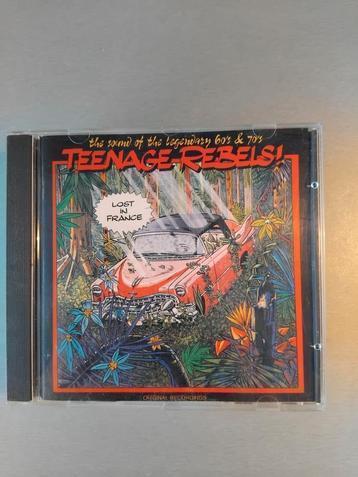 the sound of the legendary 60's & 70's
TEENAGE-REBELS!
LOST
IN
FRANCE
ORIGINAL RECORDINGS